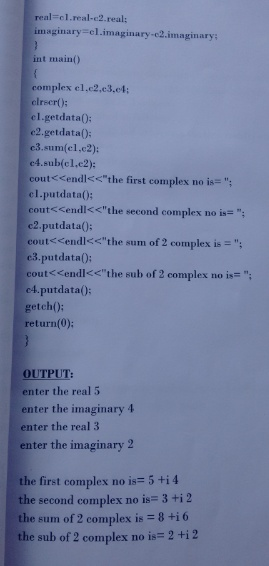 real=c1.real-c2.real;
imaginary=c1.imaginary-c2.imaginary;
}
int main()
{
complex c1,c2,c3,c4;
clrscr();
c1.getdata();
c2.getdata();
c3.sum(c1,c2);
c4.sub(c1,c2);
cout<<endl<<"the first complex no is= ";
c1.putdata();
cout<<endl<<"the second complex no is= ";
c2.putdata();
cout<<endl<<"the sum of 2 complex is = ";
c3.putdata();
cout<<endl<<"the sub of 2 complex no is= ";
c4.putdata();
getch();
return(0);
}
OUTPUT:
enter the real 5
enter the imaginary 4
enter the real 3
enter the imaginary 2
the first complex no is= 5 +i 4
the second complex no is= 3 +i 2
the sum of 2 complex is = 8 +i 6
the sub of 2 complex no is= 2 +i 2